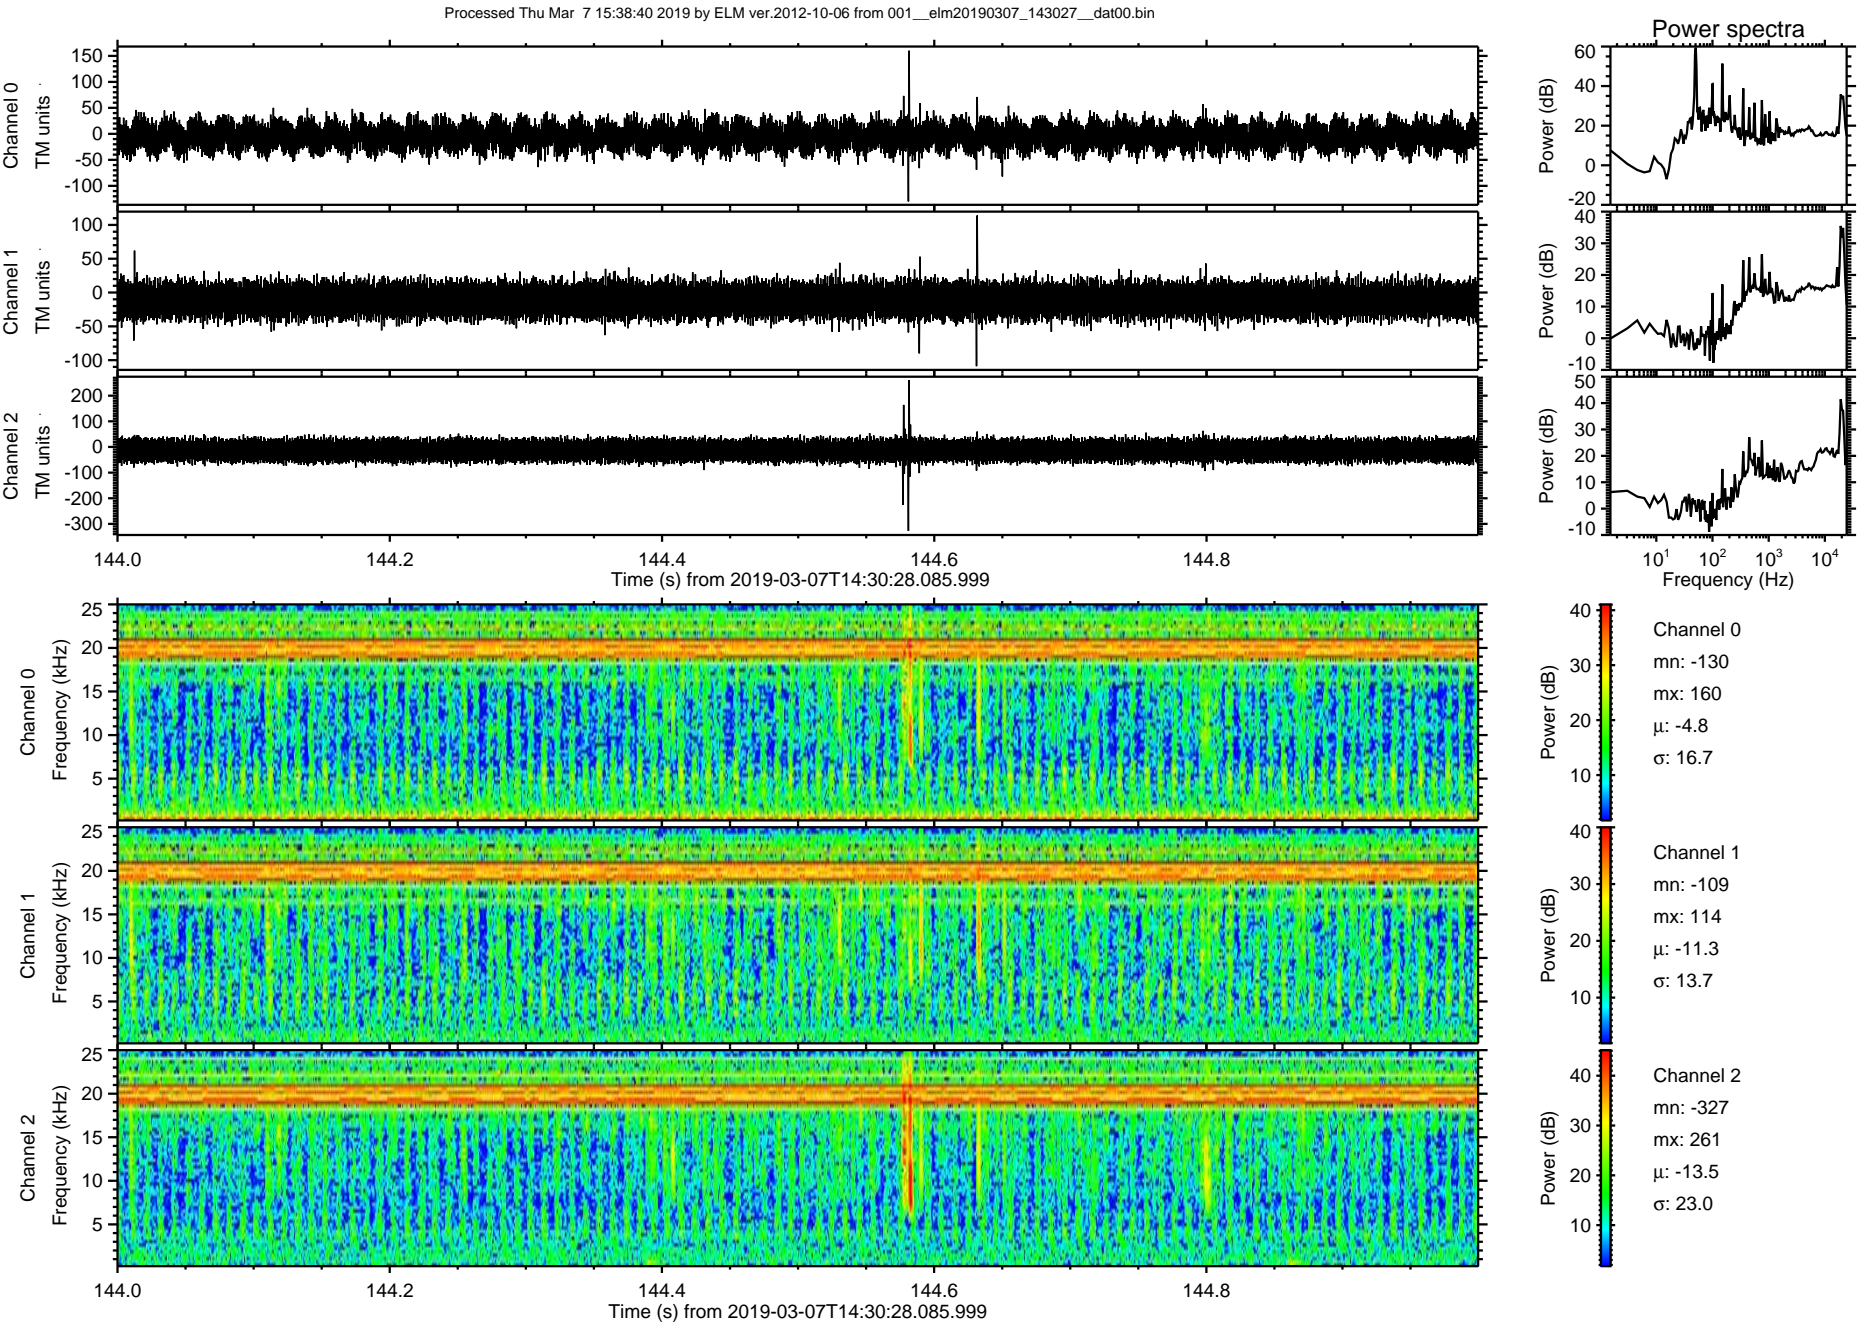 Processed Thu Mar  7 15:38:40 2019 by ELM ver.2012-10-06 from 001__elm20190307_143027__dat00.bin
Power spectra
Channel 0
TM units
150
100
50
0
-50
-100
Power (dB)
60
40
20
0
-20
Channel 1
TM units
100
50
0
-50
-100
Power (dB)
40
30
20
10
0
-10
Channel 2
TM units
200
100
0
-100
-200
-300
Power (dB)
50
40
30
20
10
0
-10
144.0 144.2 144.4 144.6 144.8
Time (s) from 2019-03-07T14:30:28.085.999
10¹ 10² 10³ 10⁴
Frequency (Hz)
Channel 0
Frequency (kHz)
25
20
15
10
5
Power (dB)
40
30
20
10
Channel 0
mn: -130
mx: 160
μ: -4.8
σ: 16.7
Channel 1
Frequency (kHz)
25
20
15
10
5
Power (dB)
40
30
20
10
Channel 1
mn: -109
mx: 114
μ: -11.3
σ: 13.7
Channel 2
Frequency (kHz)
25
20
15
10
5
Power (dB)
40
30
20
10
Channel 2
mn: -327
mx: 261
μ: -13.5
σ: 23.0
144.0 144.2 144.4 144.6 144.8
Time (s) from 2019-03-07T14:30:28.085.999